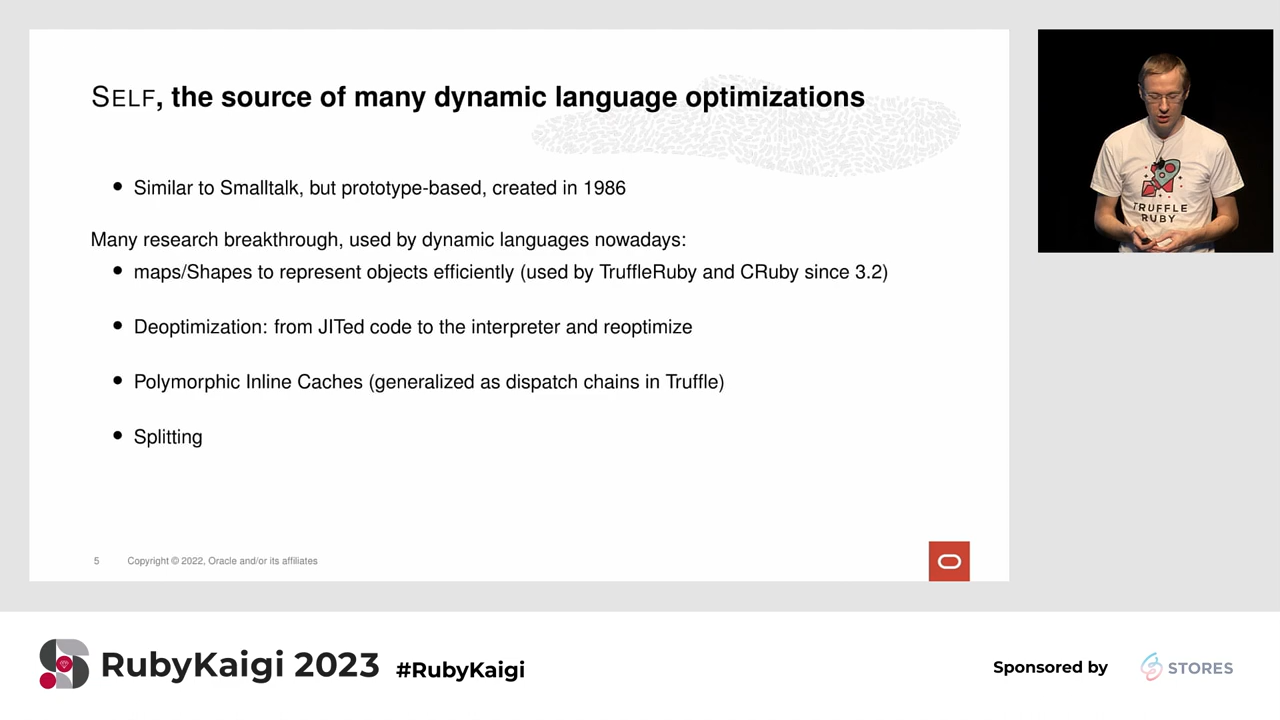 SELF, the source of many dynamic language optimizations
• Similar to Smalltalk, but prototype-based, created in 1986
Many research breakthrough, used by dynamic languages nowadays:
• maps/Shapes to represent objects efficiently (used by TruffleRuby and CRuby since 3.2)
• Deoptimization: from JITed code to the interpreter and reoptimize
• Polymorphic Inline Caches (generalized as dispatch chains in Truffle)
• Splitting
5 Copyright © 2022, Oracle and/or its affiliates
TRUFFLE
RUBY
RubyKaigi 2023 #RubyKaigi
Sponsored by STORES